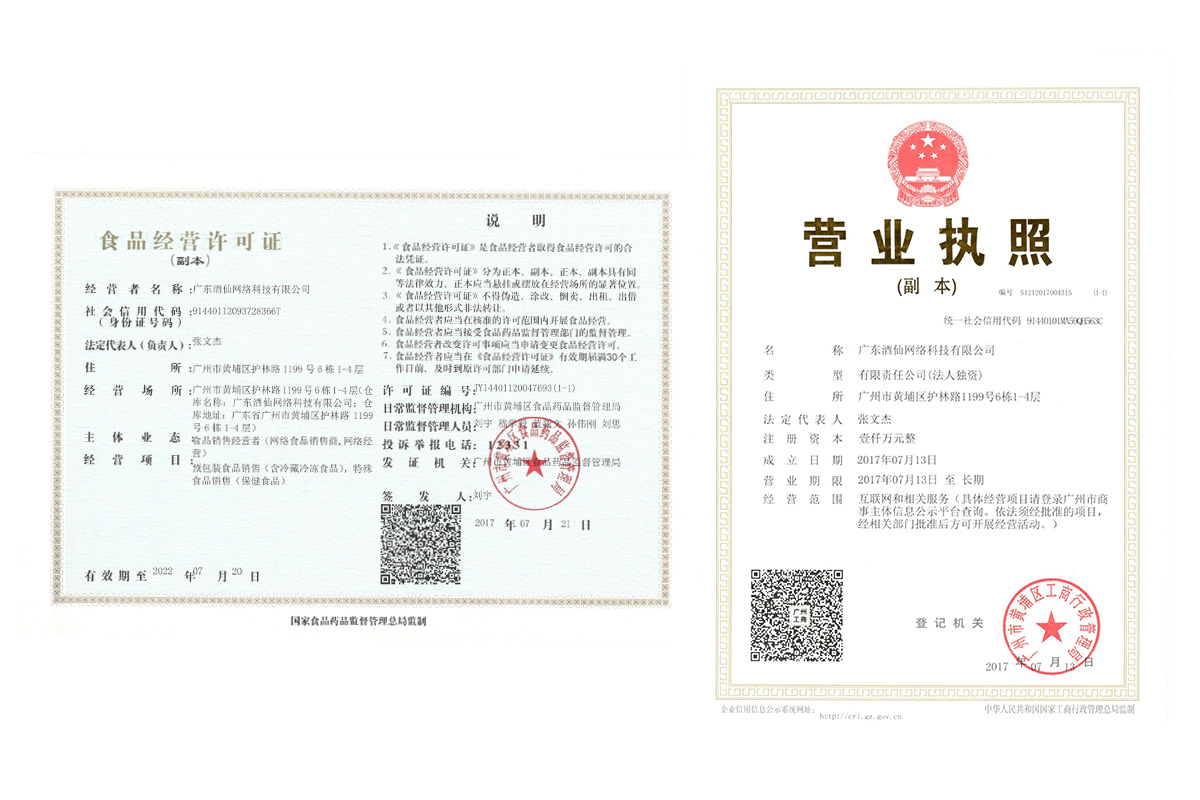 食品经营许可证
(副本)
经营者名称:广东酒仙网络科技有限公司
社会信用代码:91440112093728366T
(身份证号码)
法定代表人(负责人):张文杰
住所:广州市黄埔区护林路1199号6栋1-4层
经营场所:广州市黄埔区护林路1199号6栋1-4层(仓
库名称:广东酒仙网络科技有限公司;仓
库地址:广东省广州市黄埔区护林路1199
号6栋1-4层)
主体业态:食品销售经营者(网络食品销售商,网络经
营)
经营项目:预包装食品销售(含冷藏冷冻食品),特殊
食品销售(保健食品)
有效期至2022年07月20日
说明
1.《食品经营许可证》是食品经营者取得食品经营许可的合
法凭证。
2.《食品经营许可证》分为正本、副本。正本、副本具有同
等法律效力。正本应当悬挂或摆放在经营场所的显著位置。
3.《食品经营许可证》不得伪造、涂改、倒卖、出租、出借
或者以其他形式非法转让。
4.食品经营者应当在核准的许可范围内开展食品经营。
5.食品经营者应当接受食品药品监督管理部门的监督管理。
6.食品经营者改变许可事项应当申请变更食品经营许可。
7.食品经营者应当在《食品经营许可证》有效期届满30个工
作日前,及时到原许可部门申请延续。
许可证编号:JY14401120047693(1-1)
日常监督管理机构:广州市黄埔区食品药品监督管理局
日常监督管理人员:刘宇 孙伟刚 刘思
投诉举报电话:12331
发证机关:广州市黄埔区食品药品监督管理局
签发人:刘宇
2017年07月21日
广州市黄埔区食品药品监督管理局
国家食品药品监督管理总局监制
营业执照
(副本)
编号 S1212017004315 (1-1)
统一社会信用代码 91440101MA59QH563C
名称 广东酒仙网络科技有限公司
类型 有限责任公司(法人独资)
住所 广州市黄埔区护林路1199号6栋1-4层
法定代表人 张文杰
注册资本 壹仟万元整
成立日期 2017年07月13日
营业期限 2017年07月13日 至 长期
经营范围 互联网和相关服务(具体经营项目请登录广州市商
事主体信息公示平台查询。依法须经批准的项目,
经相关部门批准后方可开展经营活动。)
广州
工商
登记机关
广州市黄埔区工商行政管理局
2017年07月13日
企业信用信息公示系统网址: http://cri.gz.gov.cn
中华人民共和国国家工商行政管理总局监制